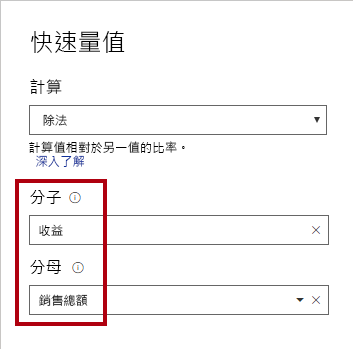 快速量值
計算
除法
計算值相對於另一值的比率。
深入了解
分子
收益
分母
銷售總額